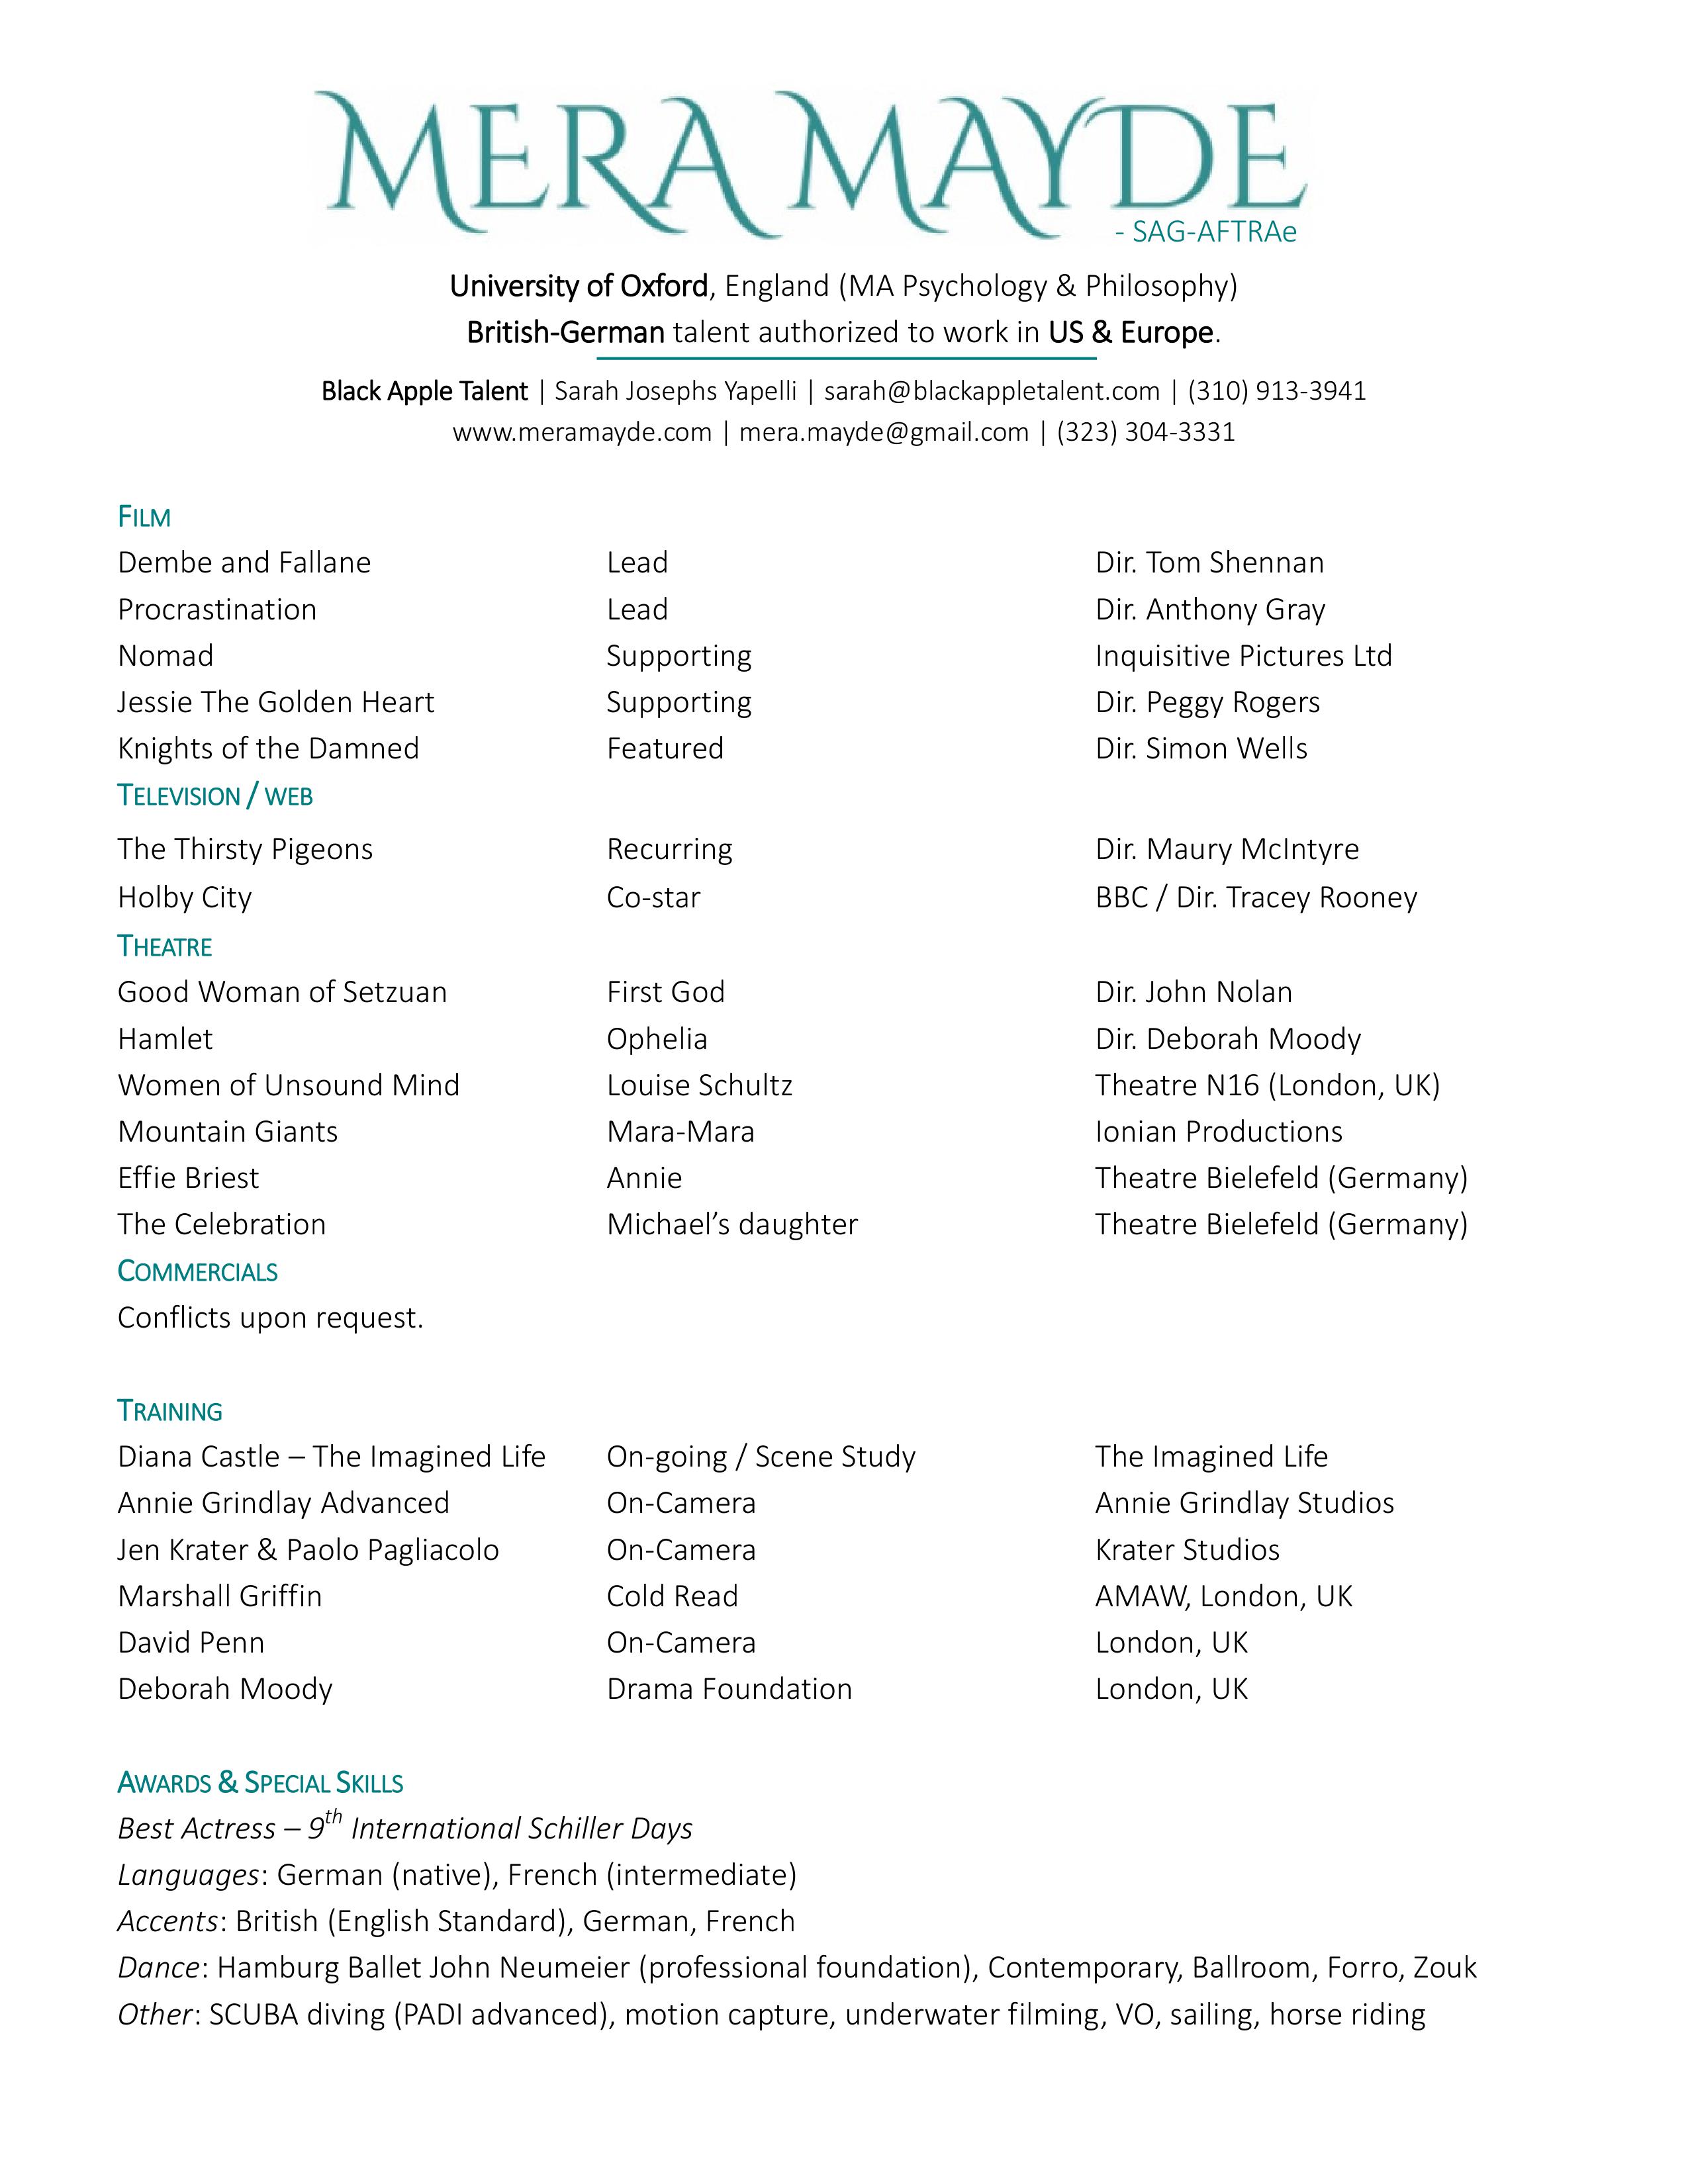 MERA MAYDE
- SAG-AFTRAe
University of Oxford, England (MA Psychology & Philosophy)
British-German talent authorized to work in US & Europe.
Black Apple Talent | Sarah Josephs Yapelli | sarah@blackappletalent.com | (310) 913-3941
www.meramayde.com | mera.mayde@gmail.com | (323) 304-3331
FILM
Dembe and Fallane Lead Dir. Tom Shennan
Procrastination Lead Dir. Anthony Gray
Nomad Supporting Inquisitive Pictures Ltd
Jessie The Golden Heart Supporting Dir. Peggy Rogers
Knights of the Damned Featured Dir. Simon Wells
TELEVISION / WEB
The Thirsty Pigeons Recurring Dir. Maury McIntyre
Holby City Co-star BBC / Dir. Tracey Rooney
THEATRE
Good Woman of Setzuan First God Dir. John Nolan
Hamlet Ophelia Dir. Deborah Moody
Women of Unsound Mind Louise Schultz Theatre N16 (London, UK)
Mountain Giants Mara-Mara Ionian Productions
Effie Briest Annie Theatre Bielefeld (Germany)
The Celebration Michael’s daughter Theatre Bielefeld (Germany)
COMMERCIALS
Conflicts upon request.
TRAINING
Diana Castle – The Imagined Life On-going / Scene Study The Imagined Life
Annie Grindlay Advanced On-Camera Annie Grindlay Studios
Jen Krater & Paolo Pagliacolo On-Camera Krater Studios
Marshall Griffin Cold Read AMAW, London, UK
David Penn On-Camera London, UK
Deborah Moody Drama Foundation London, UK
AWARDS & SPECIAL SKILLS
Best Actress – 9th International Schiller Days
Languages: German (native), French (intermediate)
Accents: British (English Standard), German, French
Dance: Hamburg Ballet John Neumeier (professional foundation), Contemporary, Ballroom, Forro, Zouk
Other: SCUBA diving (PADI advanced), motion capture, underwater filming, VO, sailing, horse riding